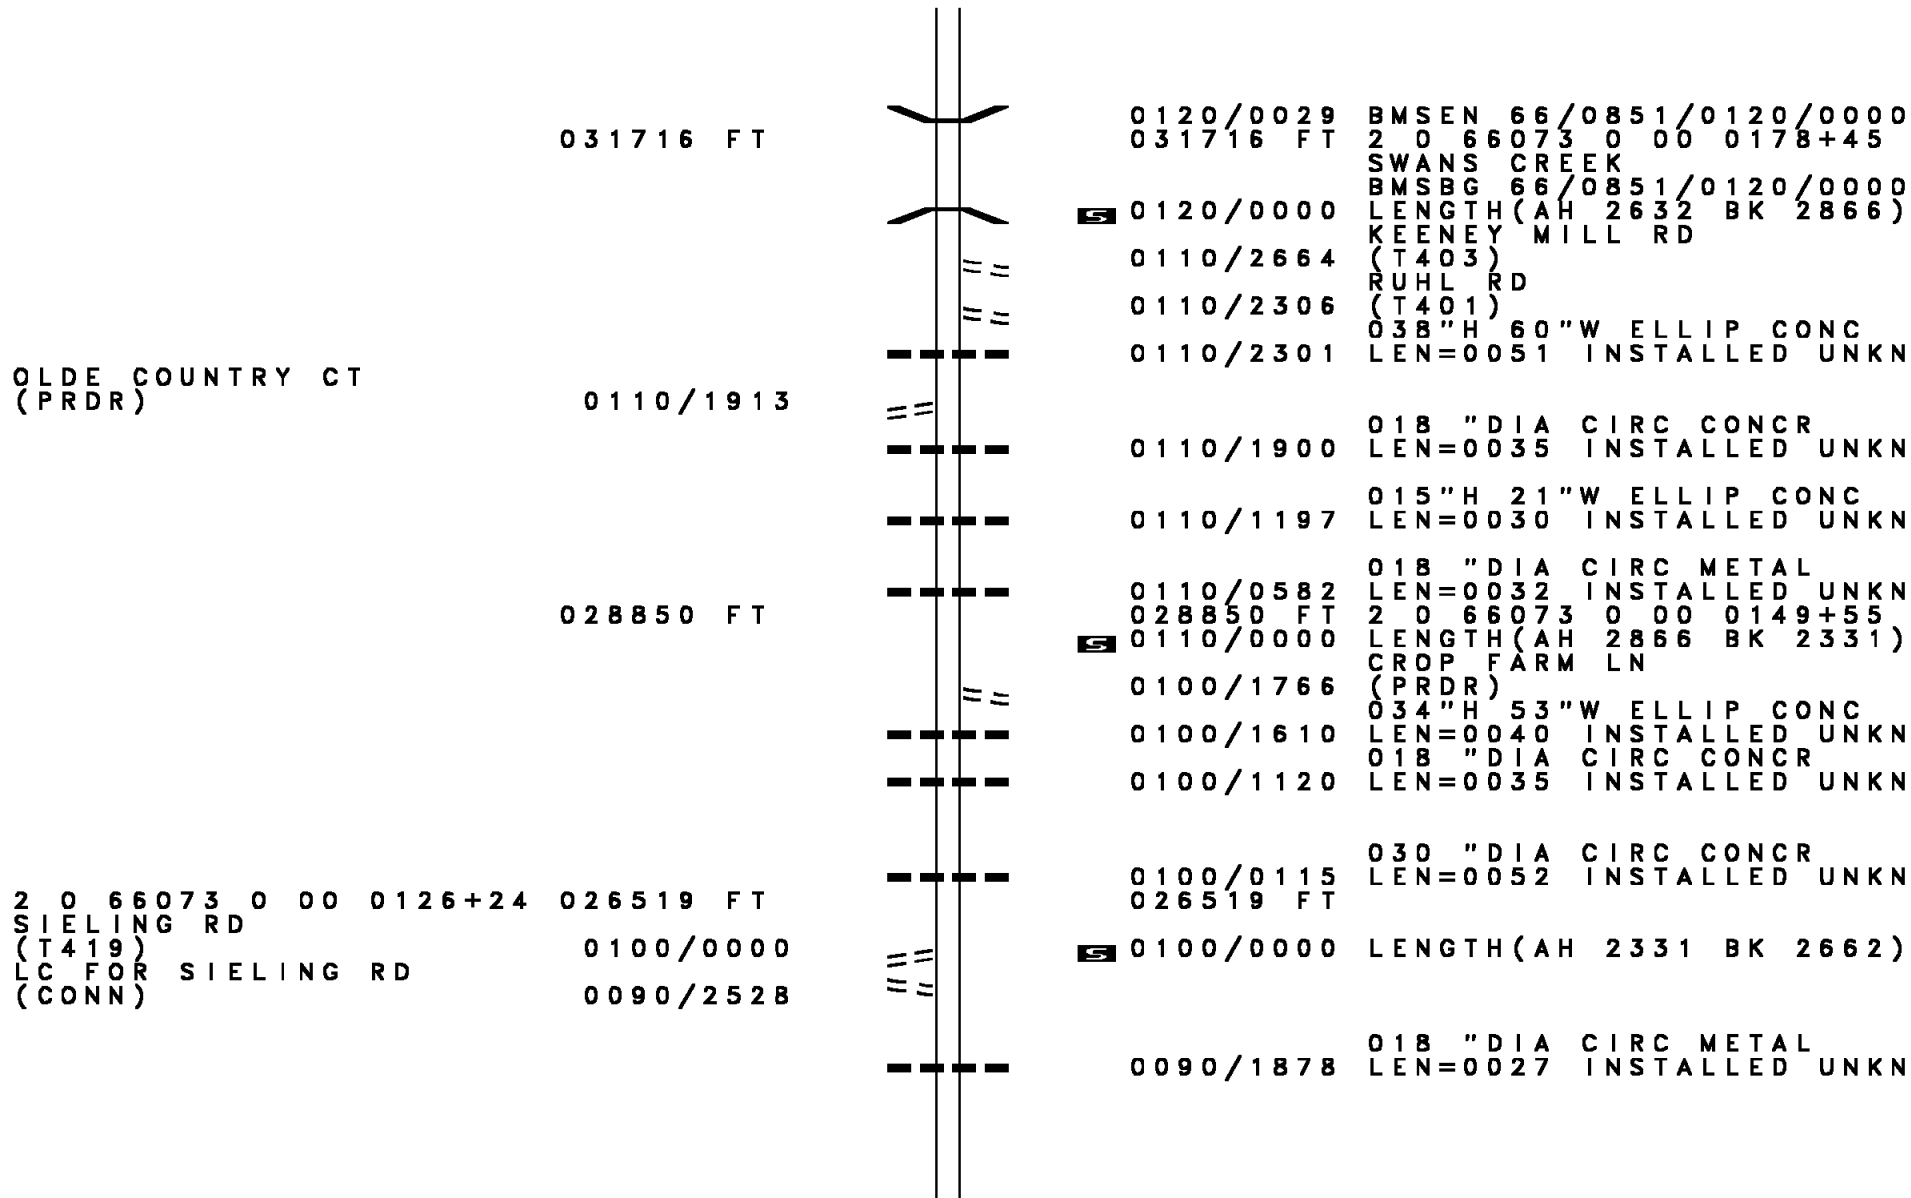 0120/0029 BMSEN 66/0851/0120/0000
031716 FT 031716 FT 2 0 66073 0 00 0178+45
SWANS CREEK
BMSBG 66/0851/0120/0000
S 0120/0000 LENGTH(AH 2632 BK 2866)
KEENEY MILL RD
0110/2664 (T403)
RUHL RD
0110/2306 (T401)
038"H 60"W ELLIP CONC
0110/2301 LEN=0051 INSTALLED UNKN
OLDE COUNTRY CT
(PRDR) 0110/1913
018 "DIA CIRC CONCR
0110/1900 LEN=0035 INSTALLED UNKN
015"H 21"W ELLIP CONC
0110/1197 LEN=0030 INSTALLED UNKN
018 "DIA CIRC METAL
0110/0582 LEN=0032 INSTALLED UNKN
028850 FT 028850 FT 2 0 66073 0 00 0149+55
S 0110/0000 LENGTH(AH 2866 BK 2331)
CROP FARM LN
0100/1766 (PRDR)
034"H 53"W ELLIP CONC
0100/1610 LEN=0040 INSTALLED UNKN
018 "DIA CIRC CONCR
0100/1120 LEN=0035 INSTALLED UNKN
030 "DIA CIRC CONCR
0100/0115 LEN=0052 INSTALLED UNKN
2 0 66073 0 00 0126+24 026519 FT 026519 FT
SIELING RD
(T419) 0100/0000 S 0100/0000 LENGTH(AH 2331 BK 2662)
LC FOR SIELING RD
(CONN) 0090/2528
018 "DIA CIRC METAL
0090/1878 LEN=0027 INSTALLED UNKN